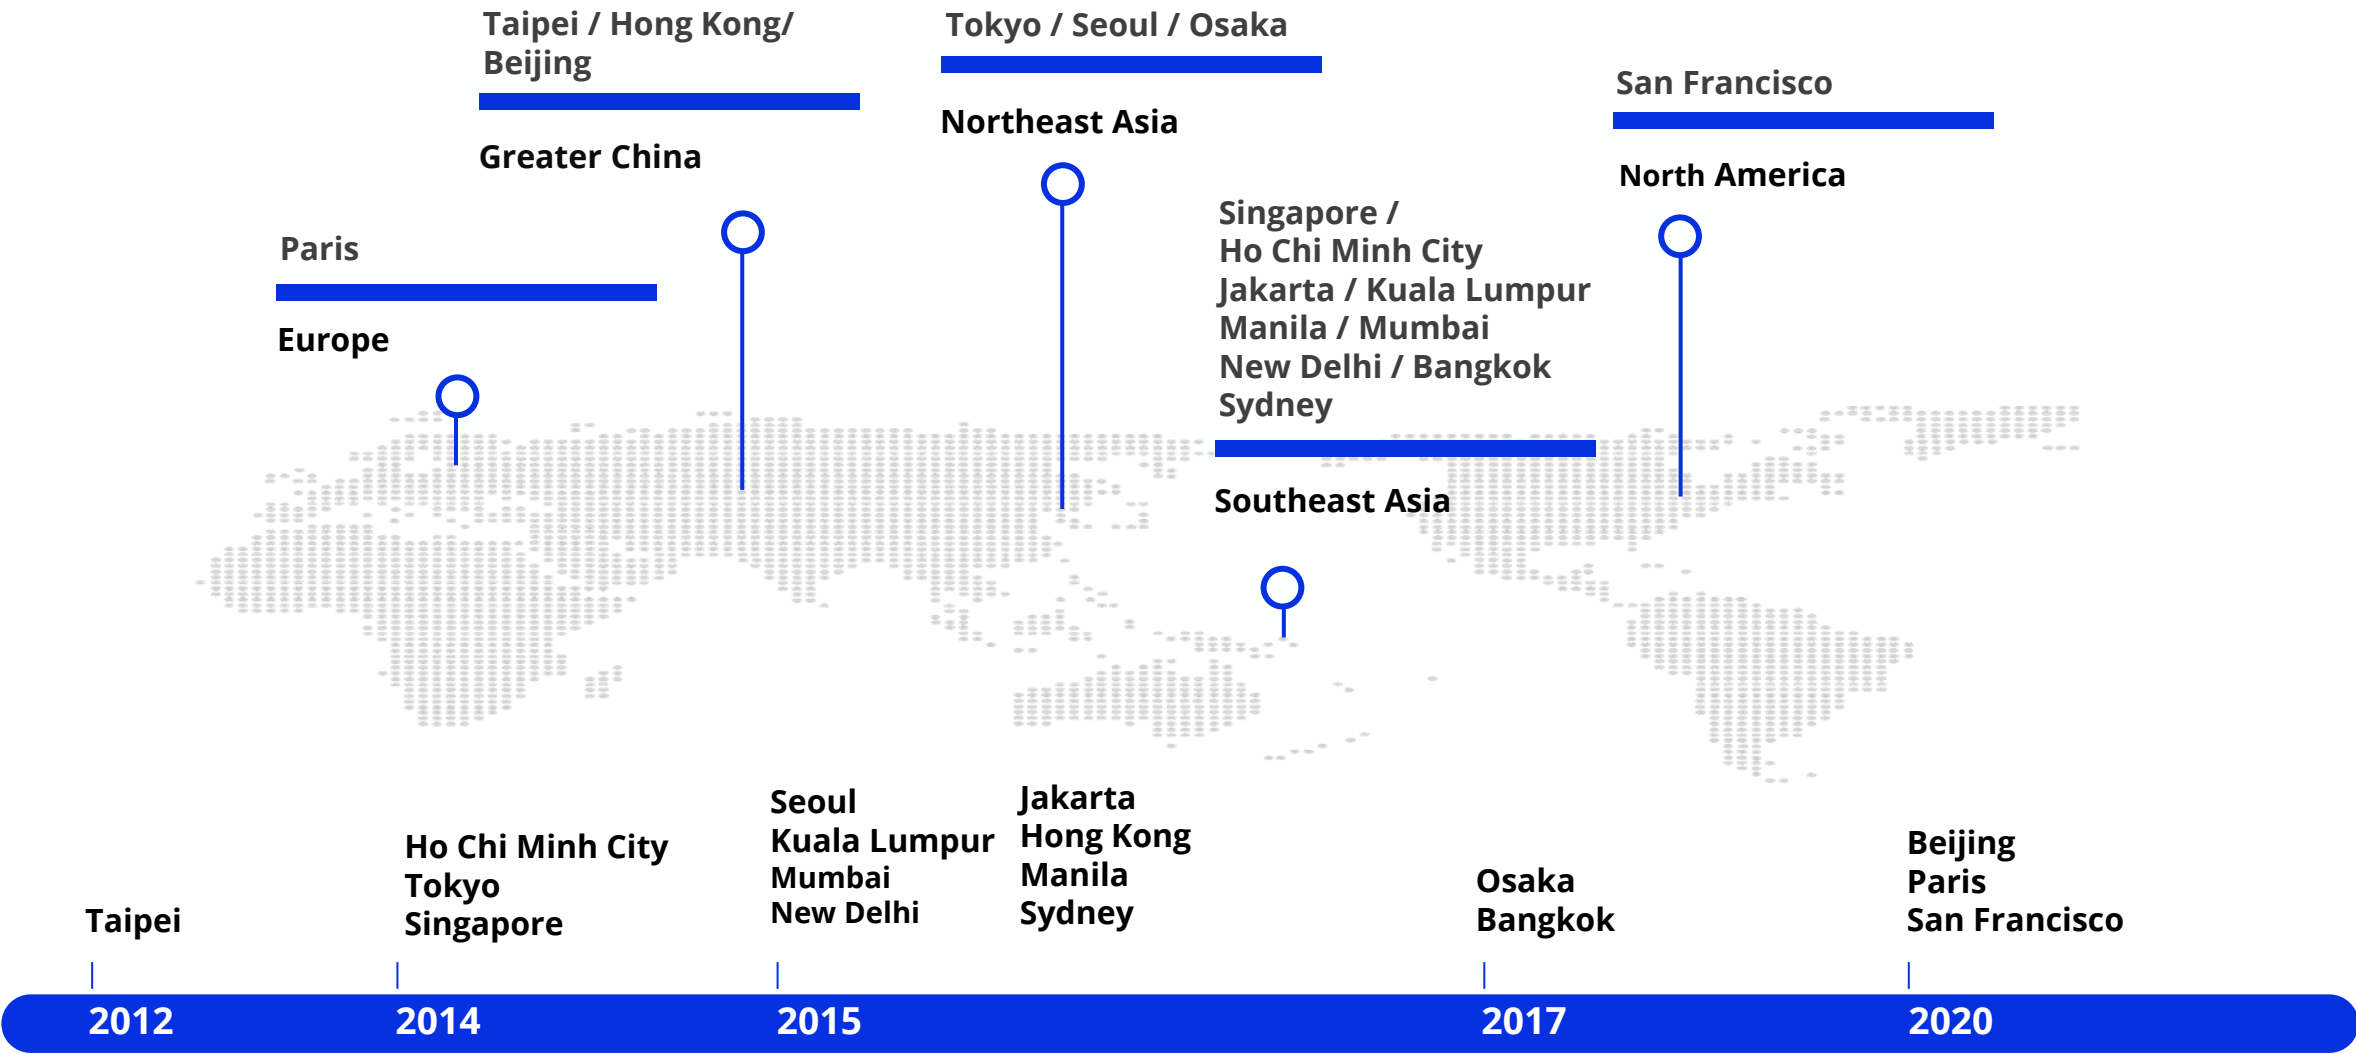 Taipei / Hong Kong/
Beijing
Greater China
Tokyo / Seoul / Osaka
Northeast Asia
San Francisco
North America
Paris
Europe
Singapore /
Ho Chi Minh City
Jakarta / Kuala Lumpur
Manila / Mumbai
New Delhi / Bangkok
Sydney
Southeast Asia
Taipei
Ho Chi Minh City
Tokyo
Singapore
Seoul
Kuala Lumpur
Mumbai
New Delhi
Jakarta
Hong Kong
Manila
Sydney
Osaka
Bangkok
Beijing
Paris
San Francisco
2012
2014
2015
2017
2020